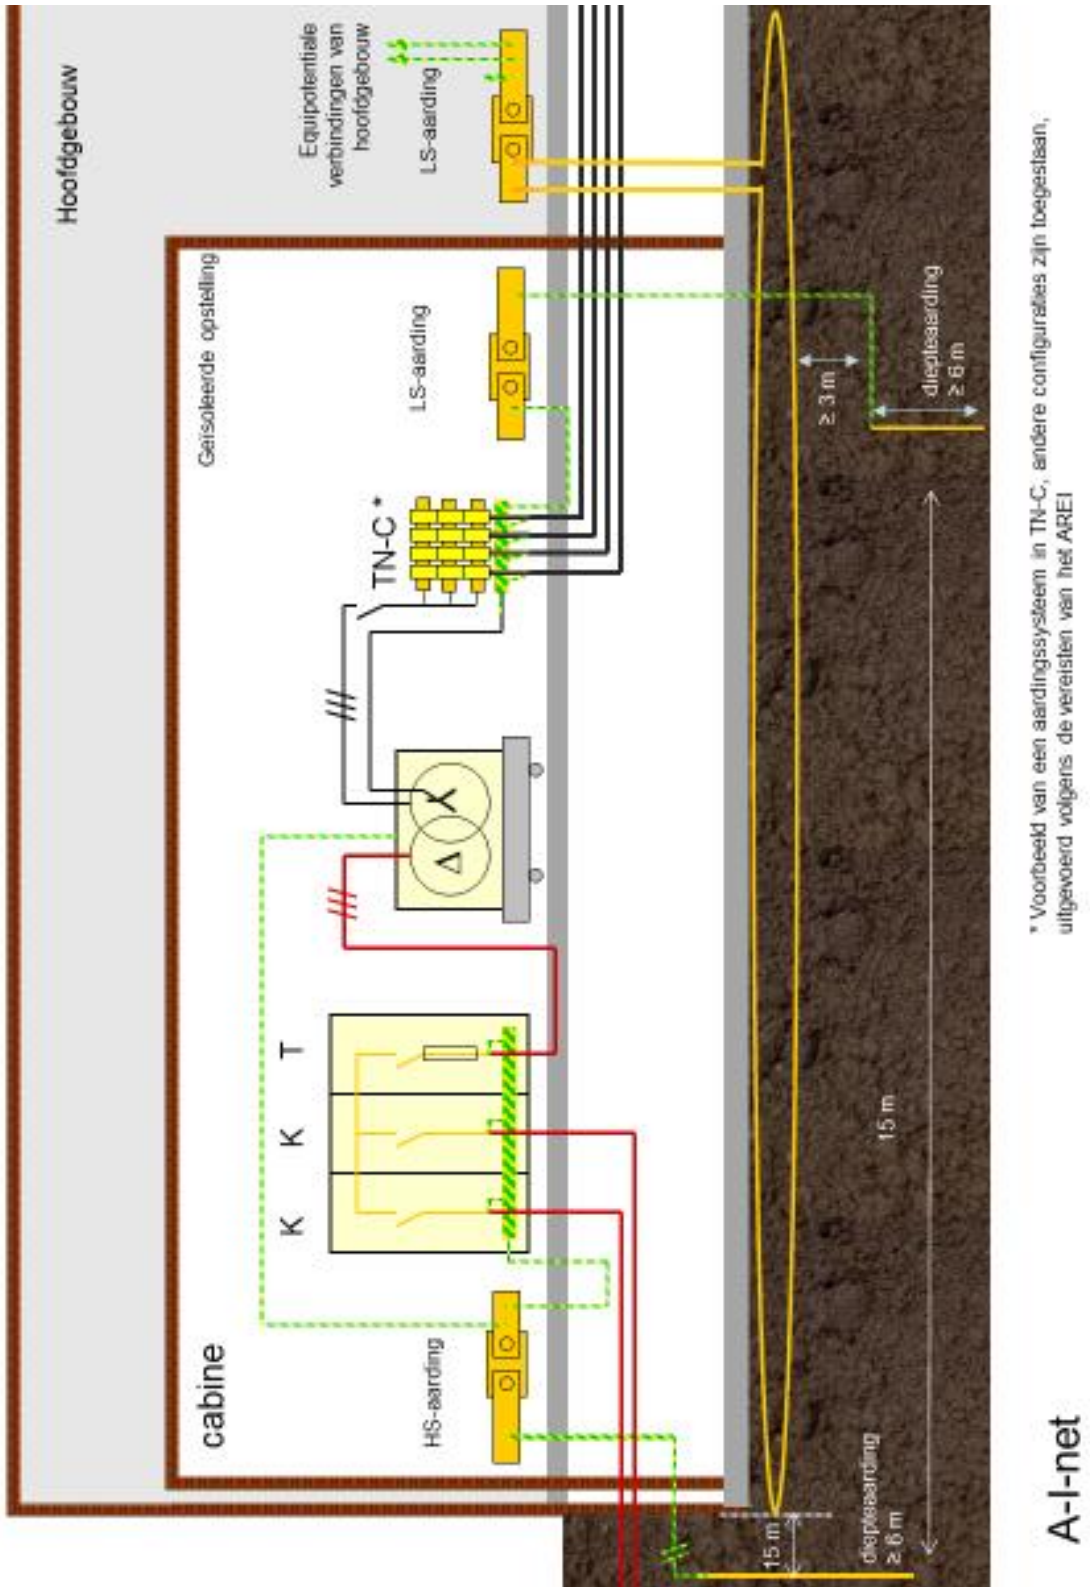 Hoofdgebouw
Equipotentiale
verbindingen van
hoofdgebouw
LS-aarding
Geïsoleerde opstelling
LS-aarding
TN-C *
cabine
K
K
T
HS-aarding
≥ 3 m
diepteaarding
≥ 6 m
15 m
15 m
diepteaarding
≥ 6 m
A-I-net
* Voorbeeld van een aardingssysteem in TN-C, andere configuraties zijn toegestaan,
uitgevoerd volgens de vereisten van het AREI